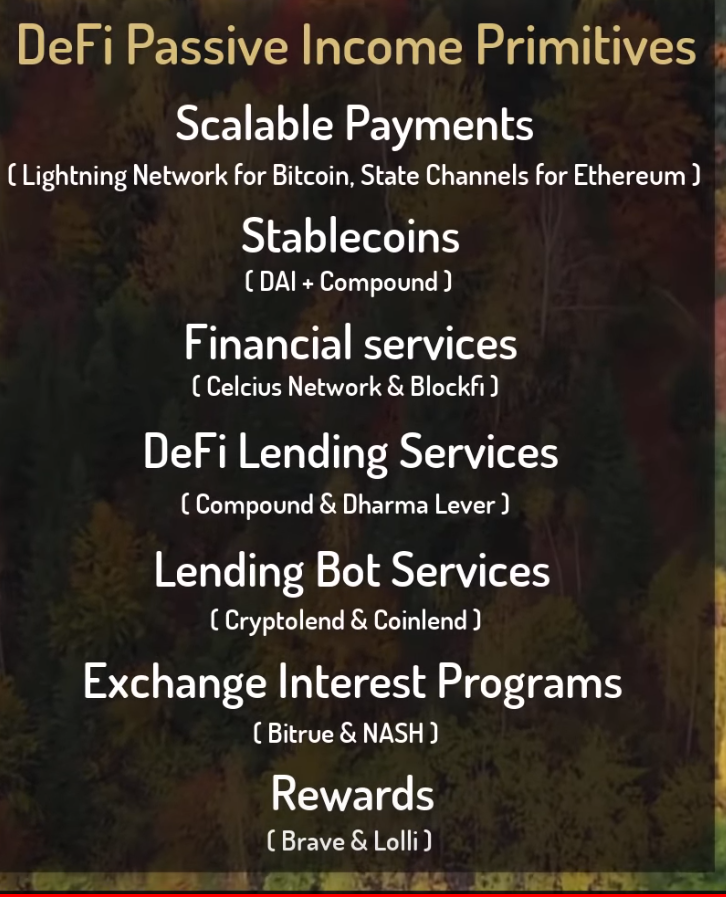 DeFi Passive Income Primitives
Scalable Payments
( Lightning Network for Bitcoin, State Channels for Ethereum )
Stablecoins
( DAI + Compound )
Financial services
( Celcius Network & Blockfi )
DeFi Lending Services
( Compound & Dharma Lever )
Lending Bot Services
( Cryptolend & Coinlend )
Exchange Interest Programs
( Bitrue & NASH )
Rewards
( Brave & Lolli )